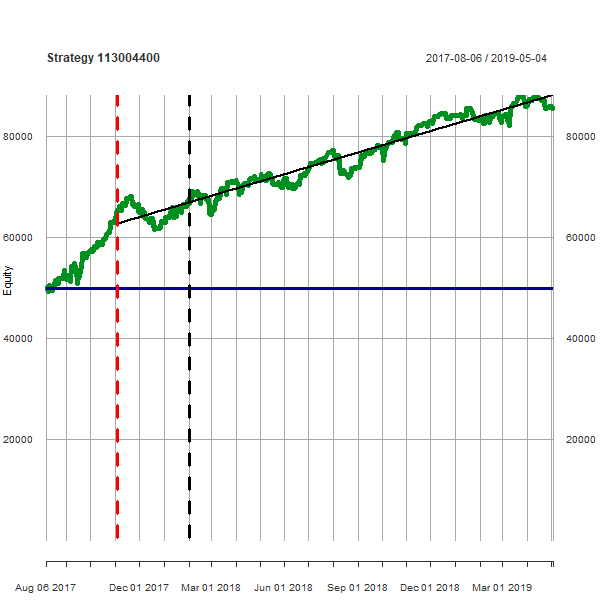 Strategy 113004400
2017-08-06 / 2019-05-04
80000
80000
60000
60000
Equity
40000
40000
20000
20000
Aug 06 2017
Dec 01 2017
Mar 01 2018
Jun 01 2018
Sep 01 2018
Dec 01 2018
Mar 01 2019